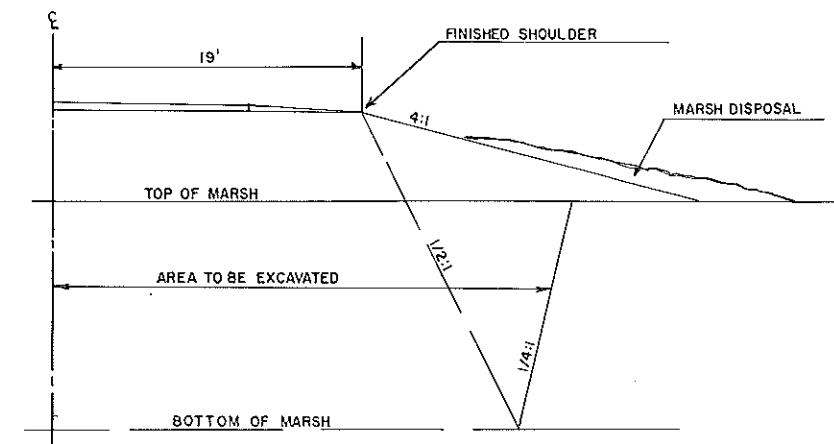 ℄
19'
FINISHED SHOULDER
4:1
MARSH DISPOSAL
TOP OF MARSH
1/2:1
AREA TO BE EXCAVATED
1/4:1
BOTTOM OF MARSH